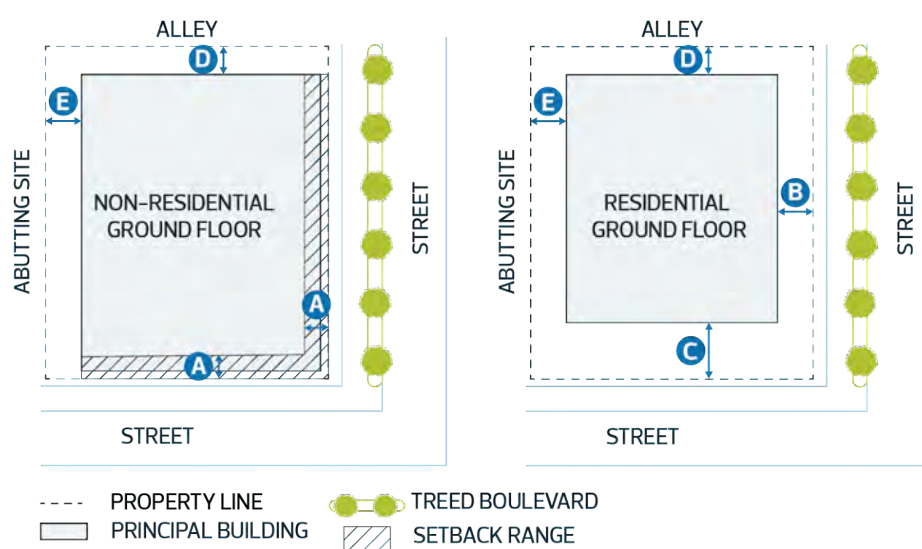 ALLEY
D
E
ABUTTING SITE
NON-RESIDENTIAL
GROUND FLOOR
STREET
A
A
STREET
ALLEY
D
E
ABUTTING SITE
RESIDENTIAL
GROUND FLOOR
B
STREET
C
STREET
PROPERTY LINE
TREED BOULEVARD
PRINCIPAL BUILDING
SETBACK RANGE